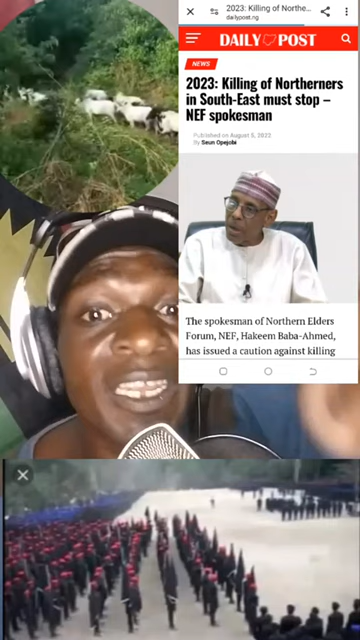 2023: Killing of Northe...
dailypost.ng
DAILY POST
NEWS
2023: Killing of Northerners
in South-East must stop –
NEF spokesman
Published on August 5, 2022
By Seun Opejobi
The spokesman of Northern Elders
Forum, NEF, Hakeem Baba-Ahmed,
has issued a caution against killing